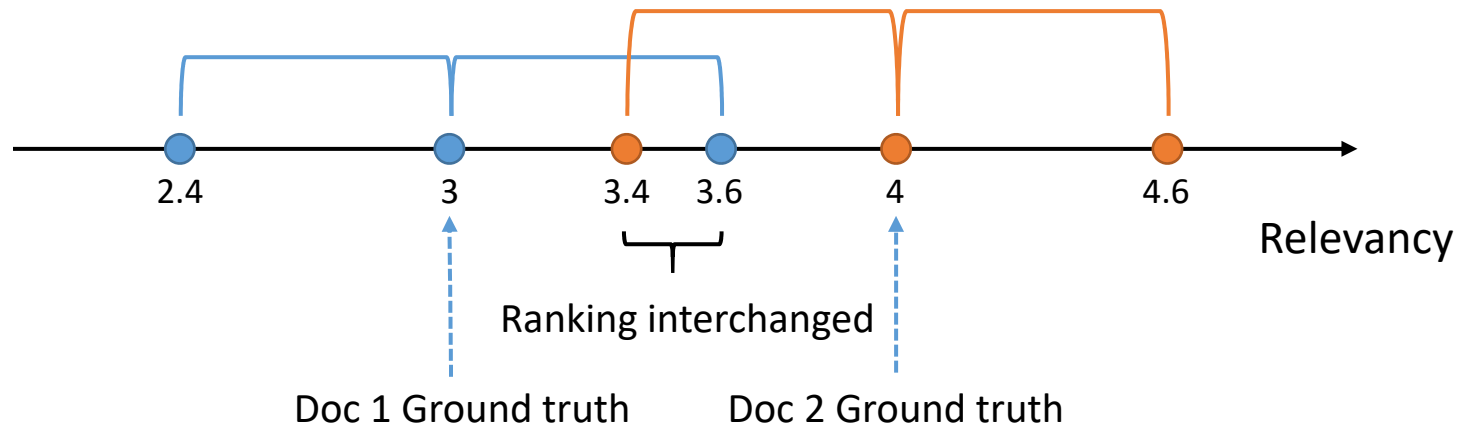 2.4 3 3.4 3.6 4 4.6
Relevancy
Ranking interchanged
Doc 1 Ground truth Doc 2 Ground truth